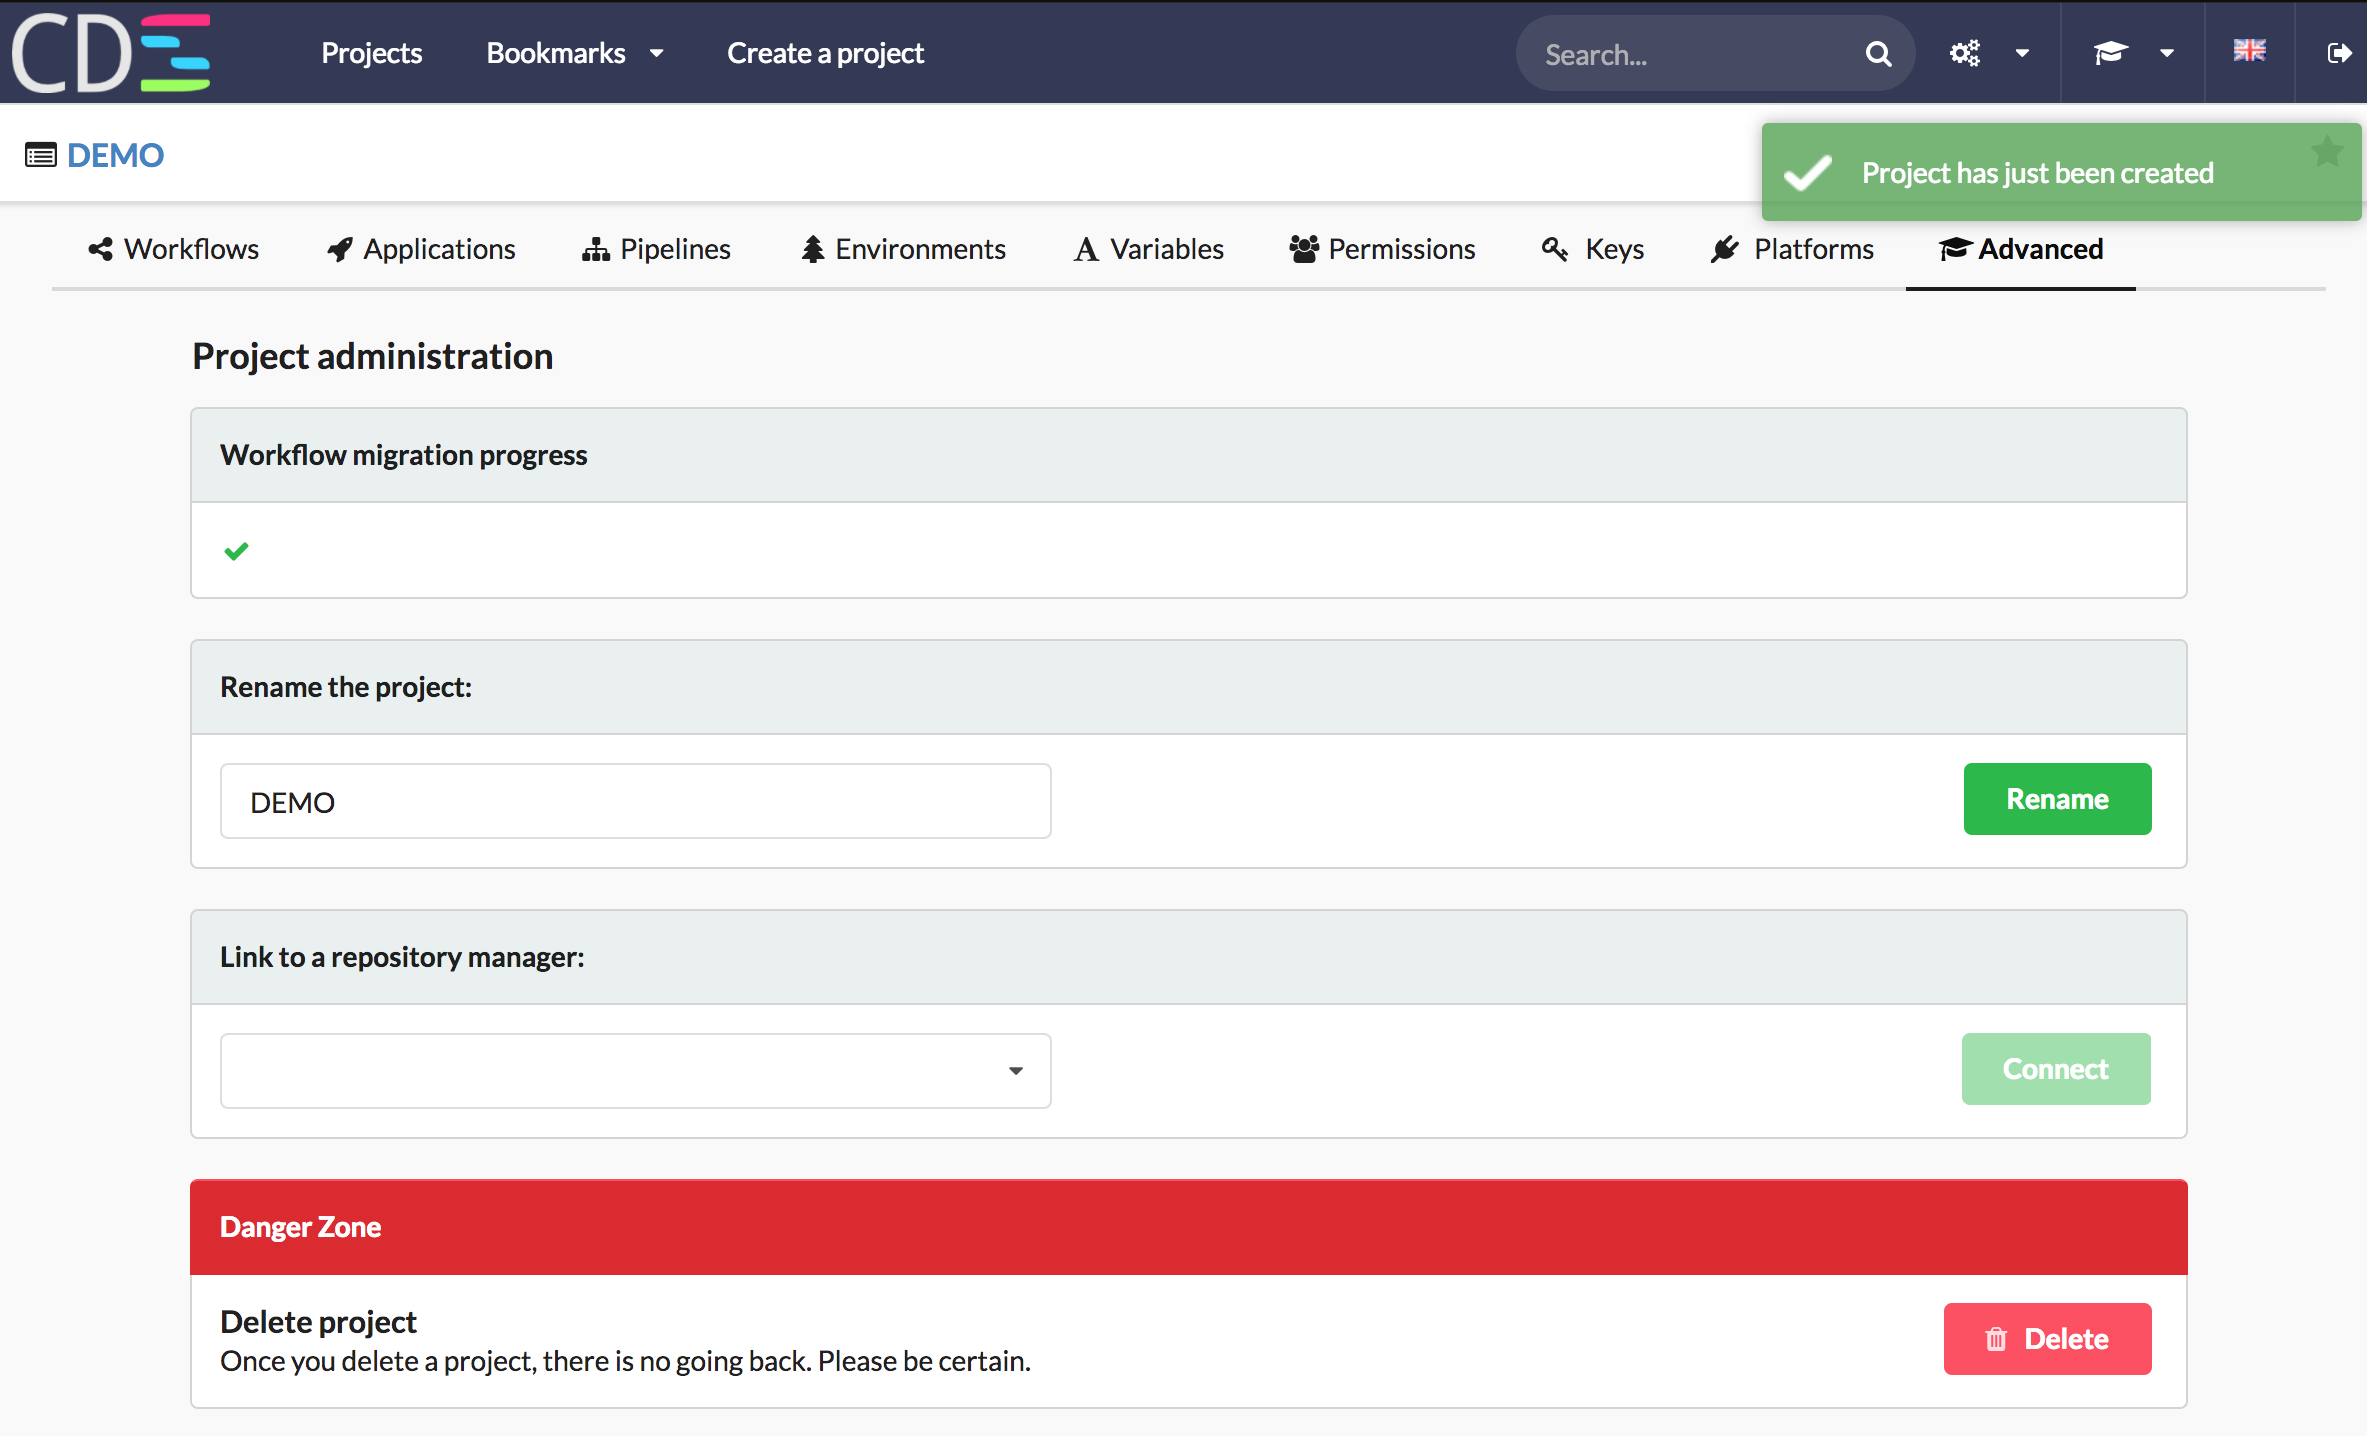 CDE
Projects
Bookmarks
Create a project
Search...
DEMO
Project has just been created
Workflows
Applications
Pipelines
Environments
Variables
Permissions
Keys
Platforms
Advanced
Project administration
Workflow migration progress
Rename the project:
DEMO
Rename
Link to a repository manager:
Connect
Danger Zone
Delete project
Once you delete a project, there is no going back. Please be certain.
Delete